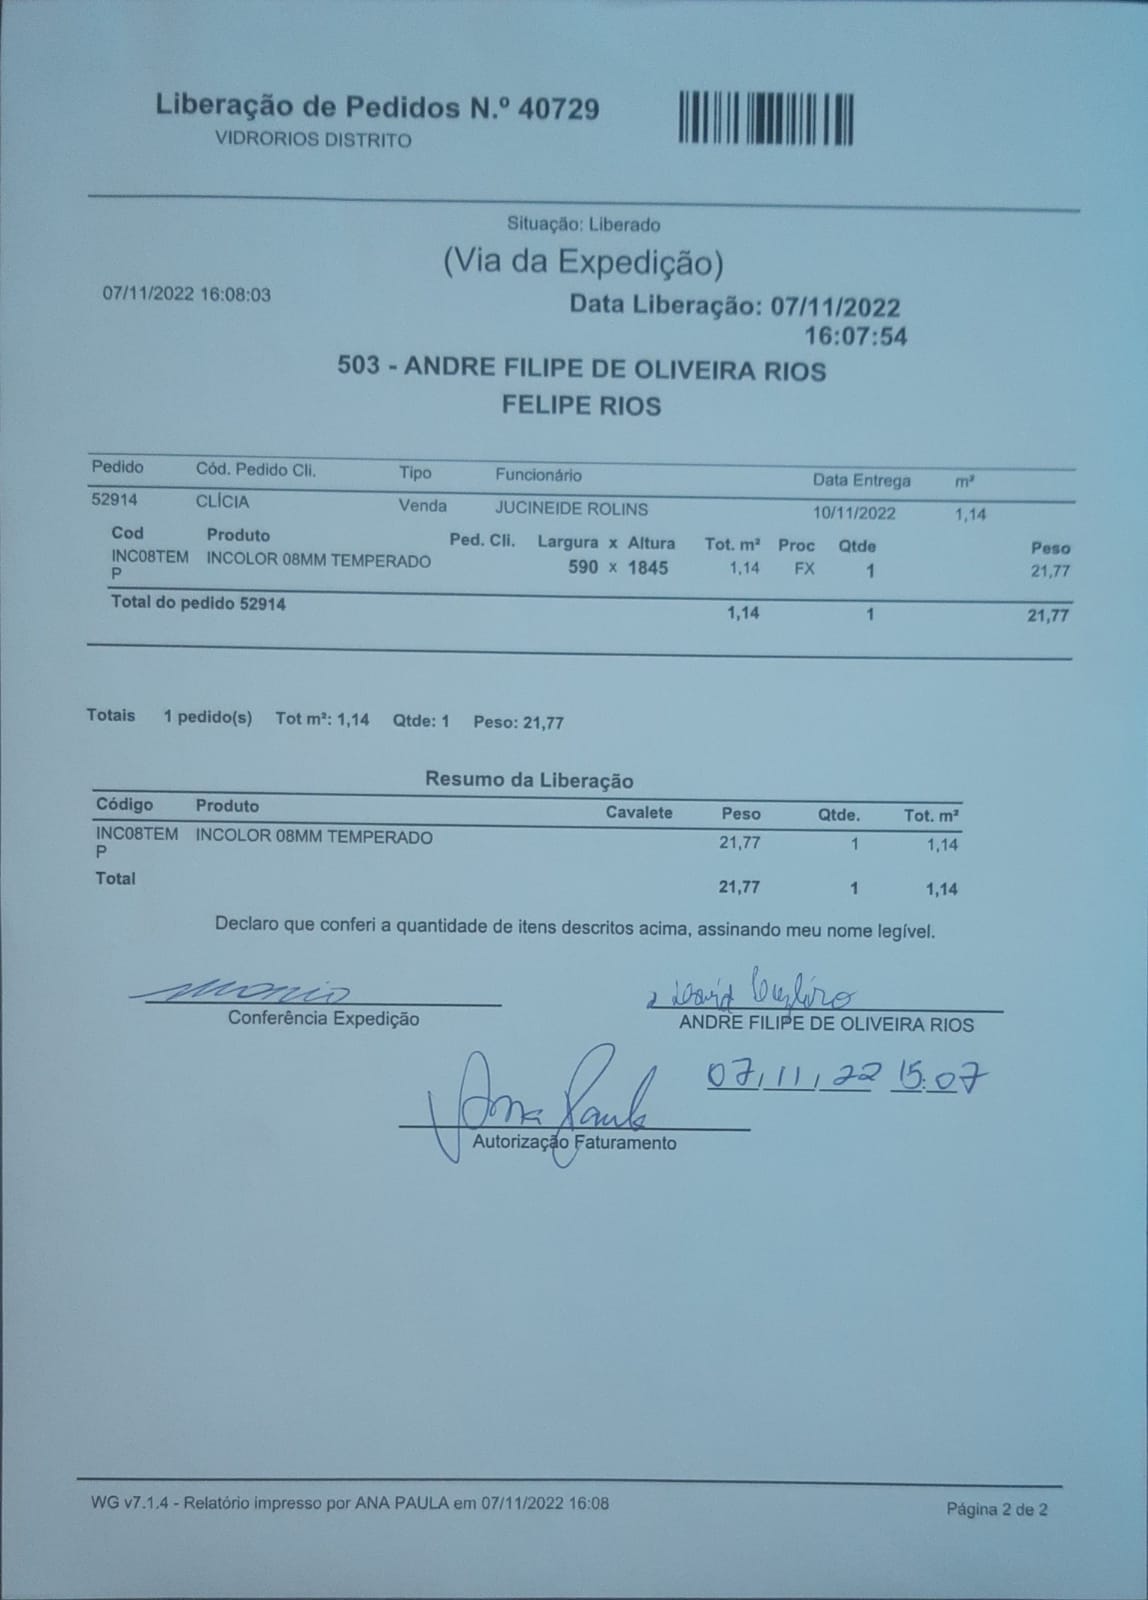 Liberação de Pedidos N.º 40729
VIDRORIOS DISTRITO
Situação: Liberado
(Via da Expedição)
07/11/2022 16:08:03
Data Liberação: 07/11/2022
16:07:54
503 - ANDRE FILIPE DE OLIVEIRA RIOS
FELIPE RIOS
Pedido Cód. Pedido Cli. Tipo Funcionário Data Entrega m²
52914 CLÍCIA Venda JUCINEIDE ROLINS 10/11/2022 1,14
Cod Produto Ped. Cli. Largura x Altura Tot. m² Proc Qtde Peso
INC08TEM INCOLOR 08MM TEMPERADO 590 x 1845 1,14 FX 1 21,77
P
Total do pedido 52914 1,14 1 21,77
Totais 1 pedido(s) Tot m²: 1,14 Qtde: 1 Peso: 21,77
Resumo da Liberação
Código Produto Cavalete Peso Qtde. Tot. m²
INC08TEM INCOLOR 08MM TEMPERADO 21,77 1 1,14
P
Total 21,77 1 1,14
Declaro que conferi a quantidade de itens descritos acima, assinando meu nome legível.
David
Conferência Expedição ANDRE FILIPE DE OLIVEIRA RIOS
07/11/22 15:07
Ana Paula
Autorização Faturamento
WG v7.1.4 - Relatório impresso por ANA PAULA em 07/11/2022 16:08
Página 2 de 2